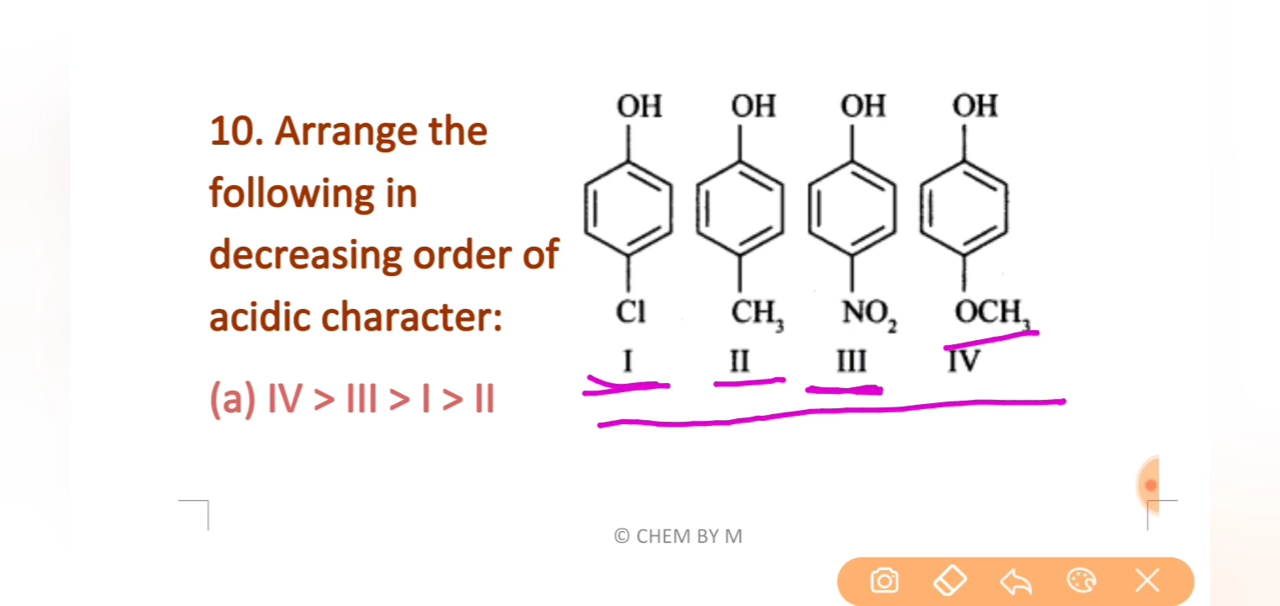 10. Arrange the
following in
decreasing order of
acidic character:
(a) IV > III > I > II
OH OH OH OH
Cl CH₃ NO₂ OCH₃
I II III IV
© CHEM BY M